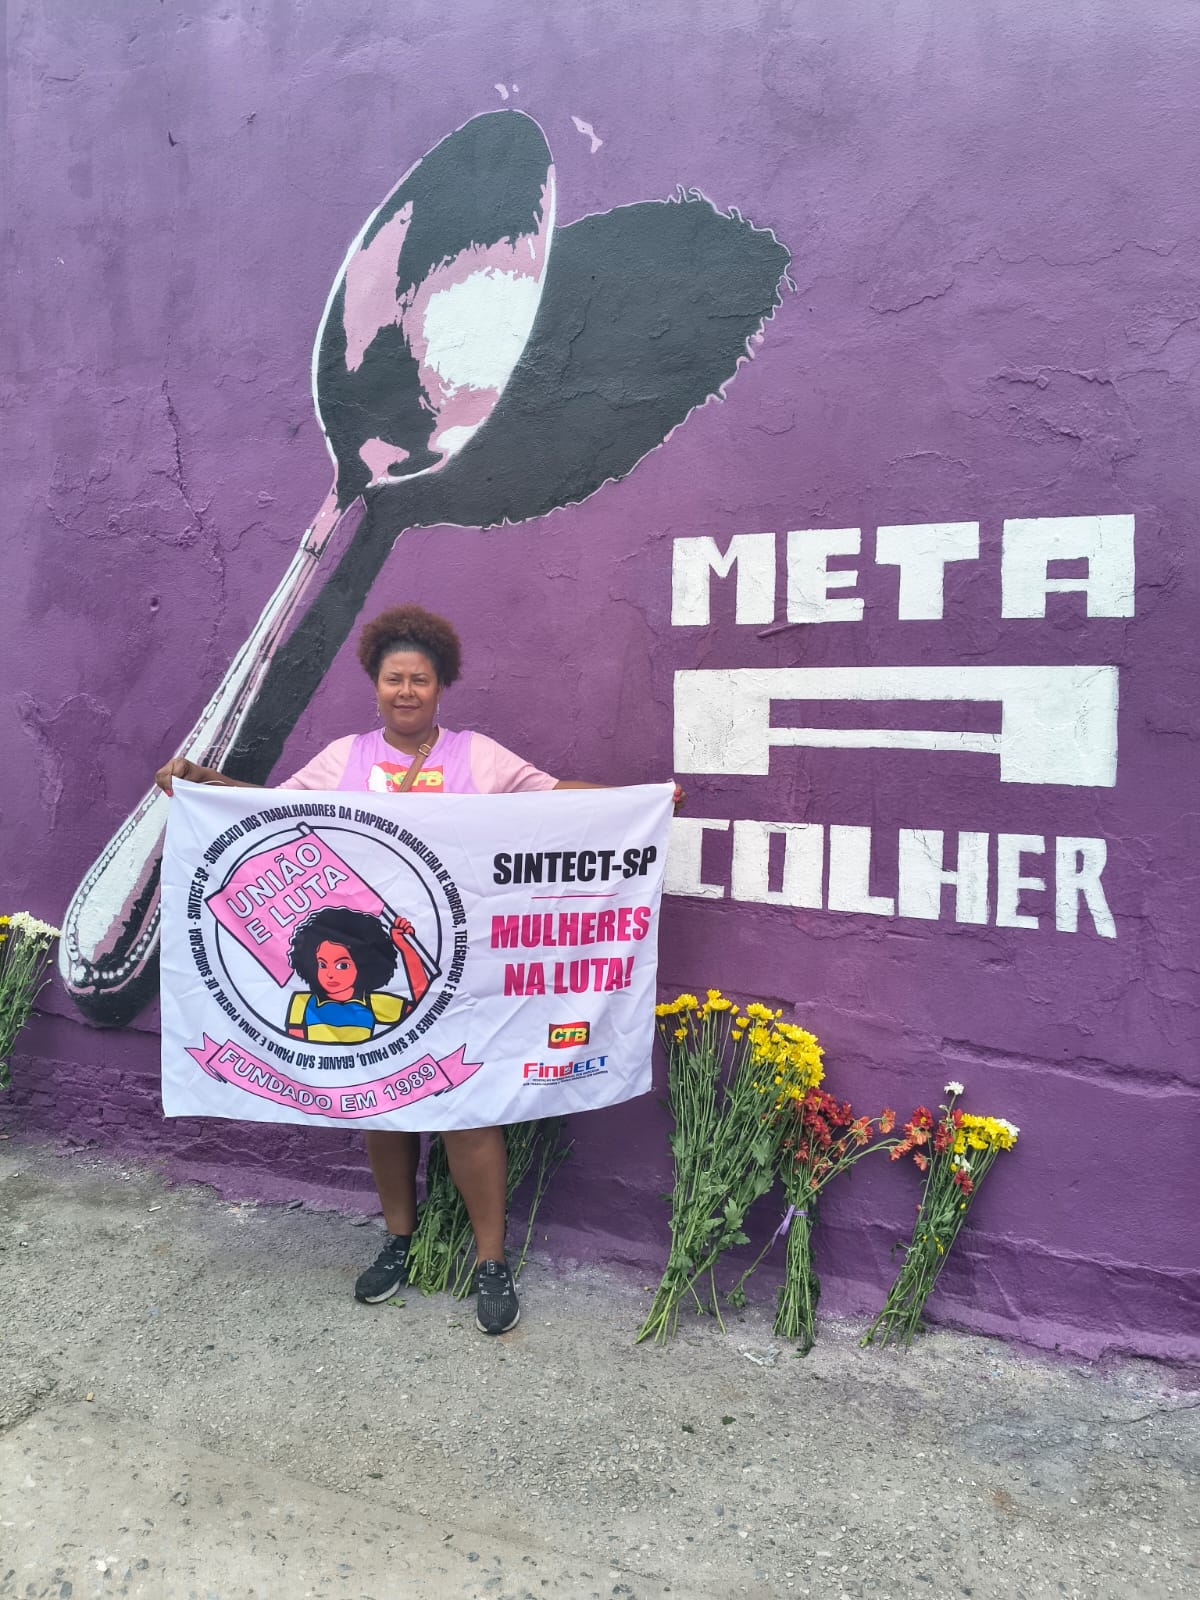 META
A
COLHER
CTB
SINTECT-SP - SINDICATO DOS TRABALHADORES DA EMPRESA BRASILEIRA DE CORREIOS, TELÉGRAFOS E SIMILARES DE SÃO PAULO, GRANDE SÃO PAULO E ZONA POSTAL DE SOROCABA -
UNIÃO
E LUTA
FUNDADO EM 1989
SINTECT-SP
MULHERES
NA LUTA!
CTB
FINDECT